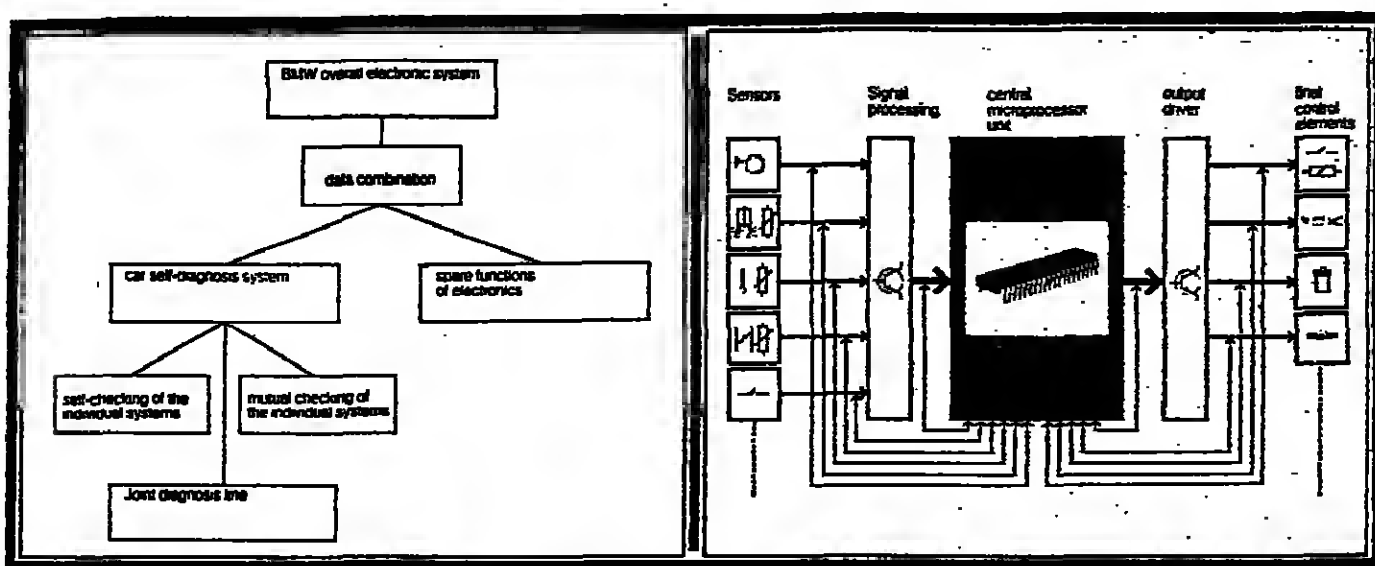 BMW overall electronic system
data combination
car self-diagnosis system
spare functions
of electronics
self-checking of the
individual systems
mutual checking of
the individual systems
Joint diagnosis line
Sensors
Signal
processing
central
microprocessor
unit
output
driver
final
control
elements